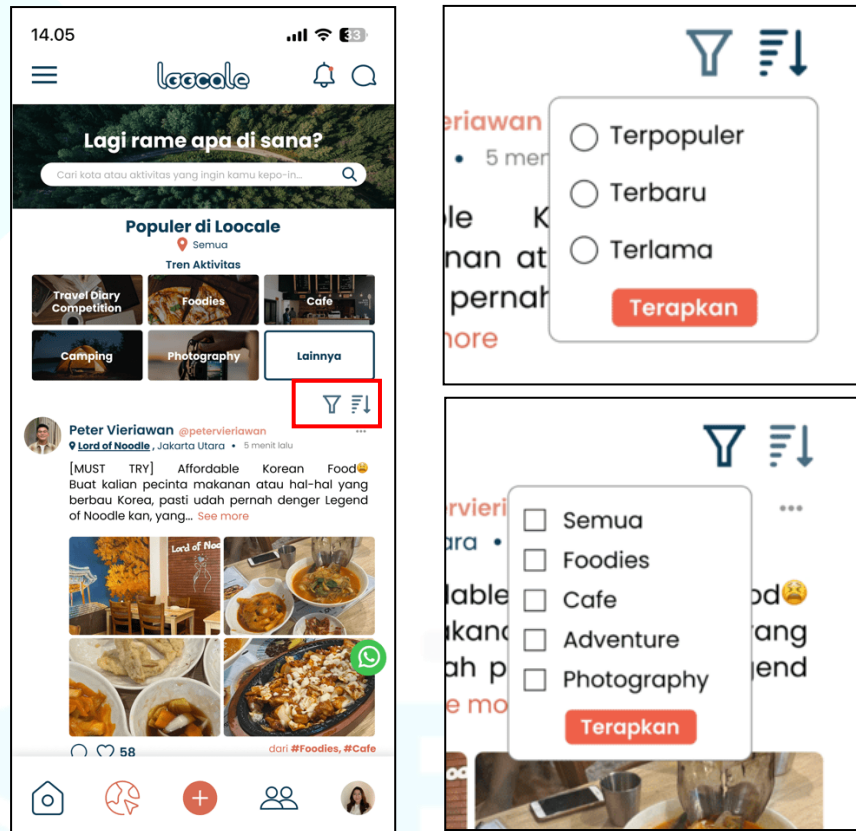 14.05
33
loocale
Lagi rame apa di sana?
Cari kota atau aktivitas yang ingin kamu kepo-in...
Populer di Loocale
Semua
Tren Aktivitas
Travel Diary
Competition
Foodies
Cafe
Camping
Photography
Lainnya
Peter Vieriawan @petervieriawan
Lord of Noodle , Jakarta Utara • 5 menit lalu
[MUST TRY] Affordable Korean Food😫
Buat kalian pecinta makanan atau hal-hal yang
berbau Korea, pasti udah pernah denger Legend
of Noodle kan, yang... See more
Lord of Noo
58
dari #Foodies, #Cafe
eriawan
• 5 men
le K
nan at
pernah
nore
Terpopuler
Terbaru
Terlama
Terapkan
rvieri
ara •
lable
akana
ah p
e mo
Semua
Foodies
Cafe
Adventure
Photography
Terapkan
od😫
ang
gend